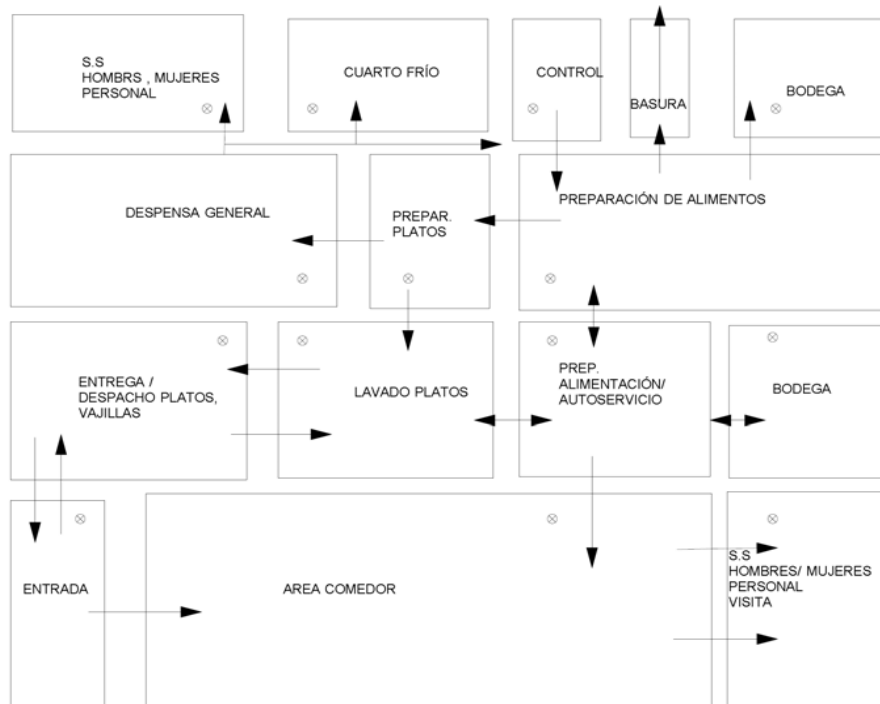 S.S
HOMBRS , MUJERES
PERSONAL
CUARTO FRÍO
CONTROL
BASURA
BODEGA
DESPENSA GENERAL
PREPAR.
PLATOS
PREPARACIÓN DE ALIMENTOS
ENTREGA /
DESPACHO PLATOS,
VAJILLAS
LAVADO PLATOS
PREP.
ALIMENTACIÓN/
AUTOSERVICIO
BODEGA
ENTRADA
AREA COMEDOR
S.S
HOMBRES/ MUJERES
PERSONAL
VISITA